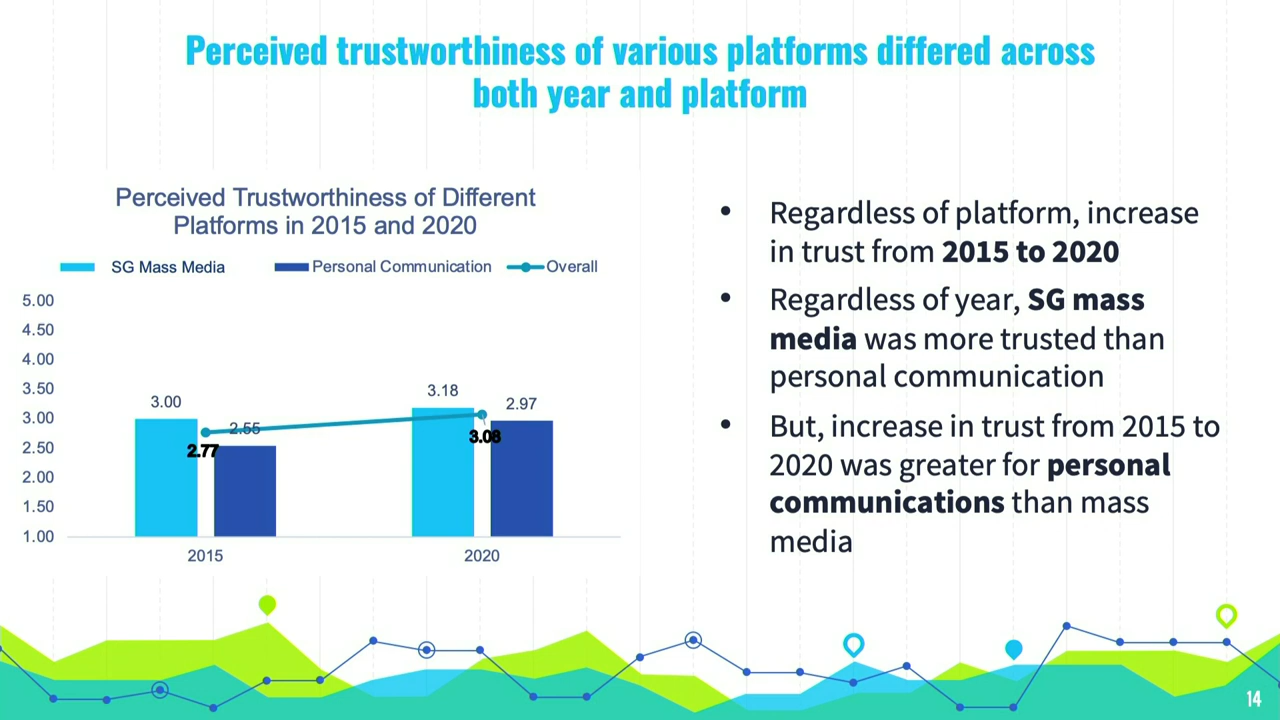 Perceived trustworthiness of various platforms differed across
both year and platform
Perceived Trustworthiness of Different
Platforms in 2015 and 2020
SG Mass Media
Personal Communication
Overall
5.00
4.50
4.00
3.50
3.00
2.50
2.00
1.50
1.00
3.00
2.55
2.77
3.18
2.97
3.08
2015
2020
• Regardless of platform, increase
in trust from 2015 to 2020
• Regardless of year, SG mass
media was more trusted than
personal communication
• But, increase in trust from 2015 to
2020 was greater for personal
communications than mass
media
14